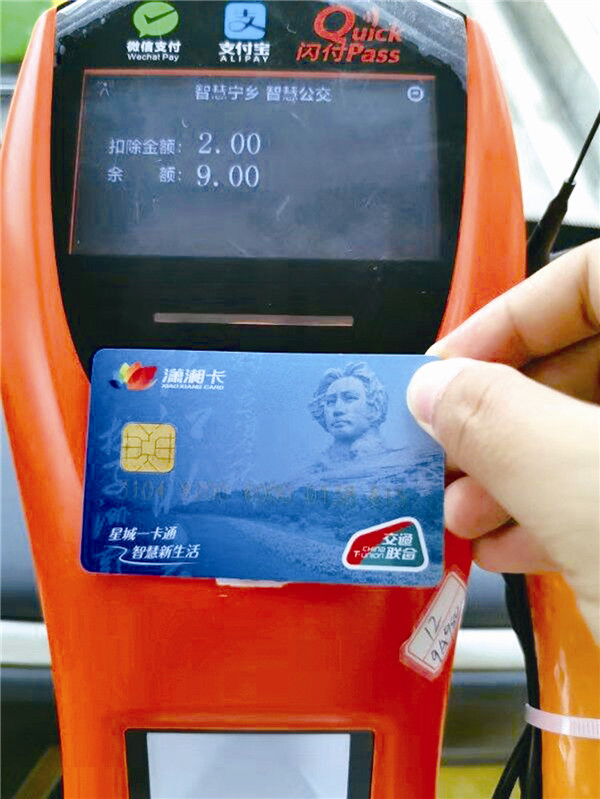 微信支付
Wechat Pay
支付宝
ALIPAY
Quick
闪付Pass
智慧宁乡 智慧公交
扣除金额：2.00
余 额：9.00
潇湘卡
XIAOXIANG CARD
星城一卡通
智慧新生活
交通
联合
CHINA
T-union
12